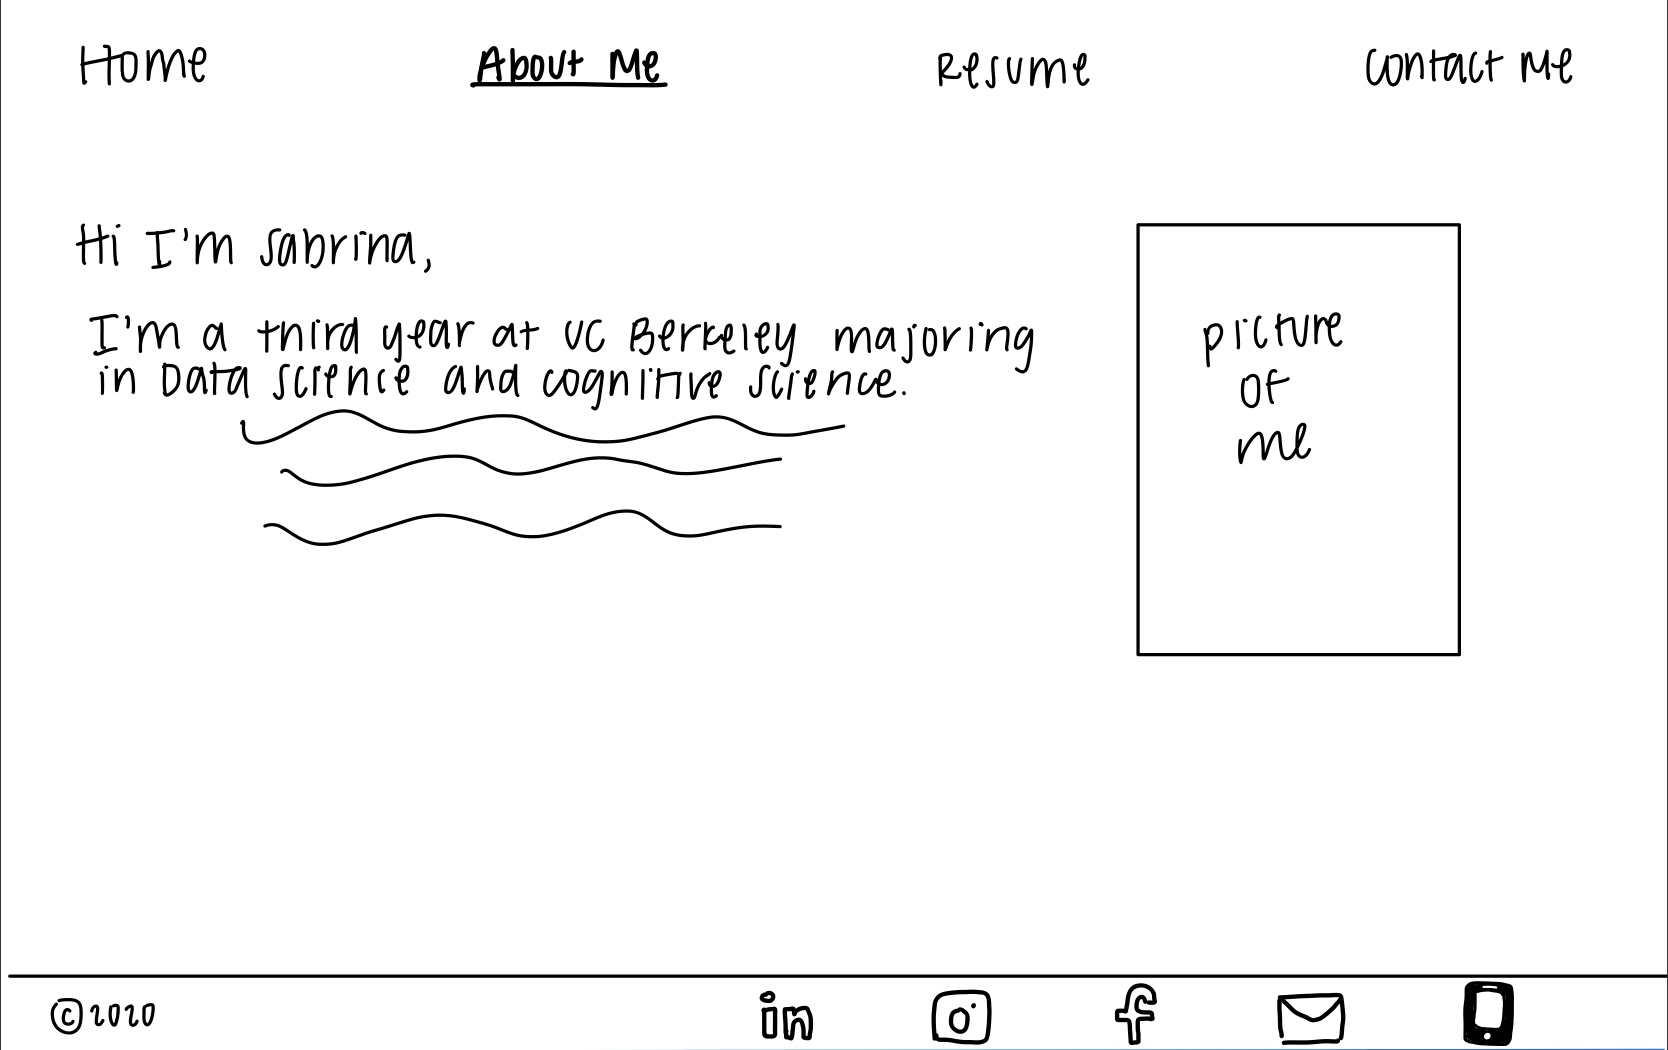 Home About Me Resume Contact Me
Hi I'm Sabrina,
I'm a third year at UC Berkeley majoring
in Data Science and Cognitive Science.
picture
of
me
©2020 in f